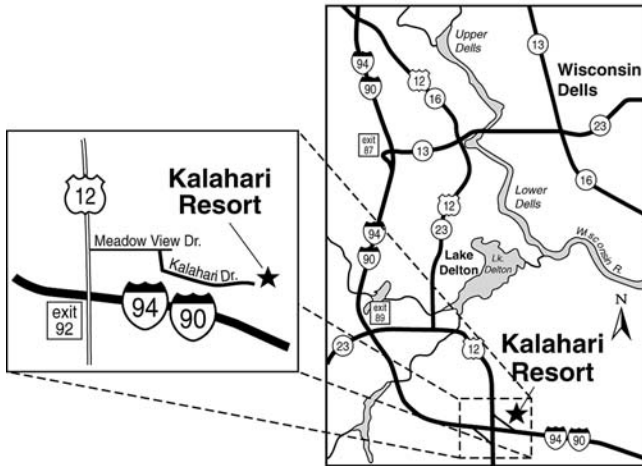 94
90
12
16
Upper
Dells
13
Wisconsin
Dells
23
exit
87
13
16
12
23
Lower
Dells
Wisconsin R.
94
90
Lake
Delton
Lk.
Delton
N
exit
89
23
12
Kalahari
Resort
94
90
12
Kalahari
Resort
Meadow View Dr.
Kalahari Dr.
exit
92
94
90